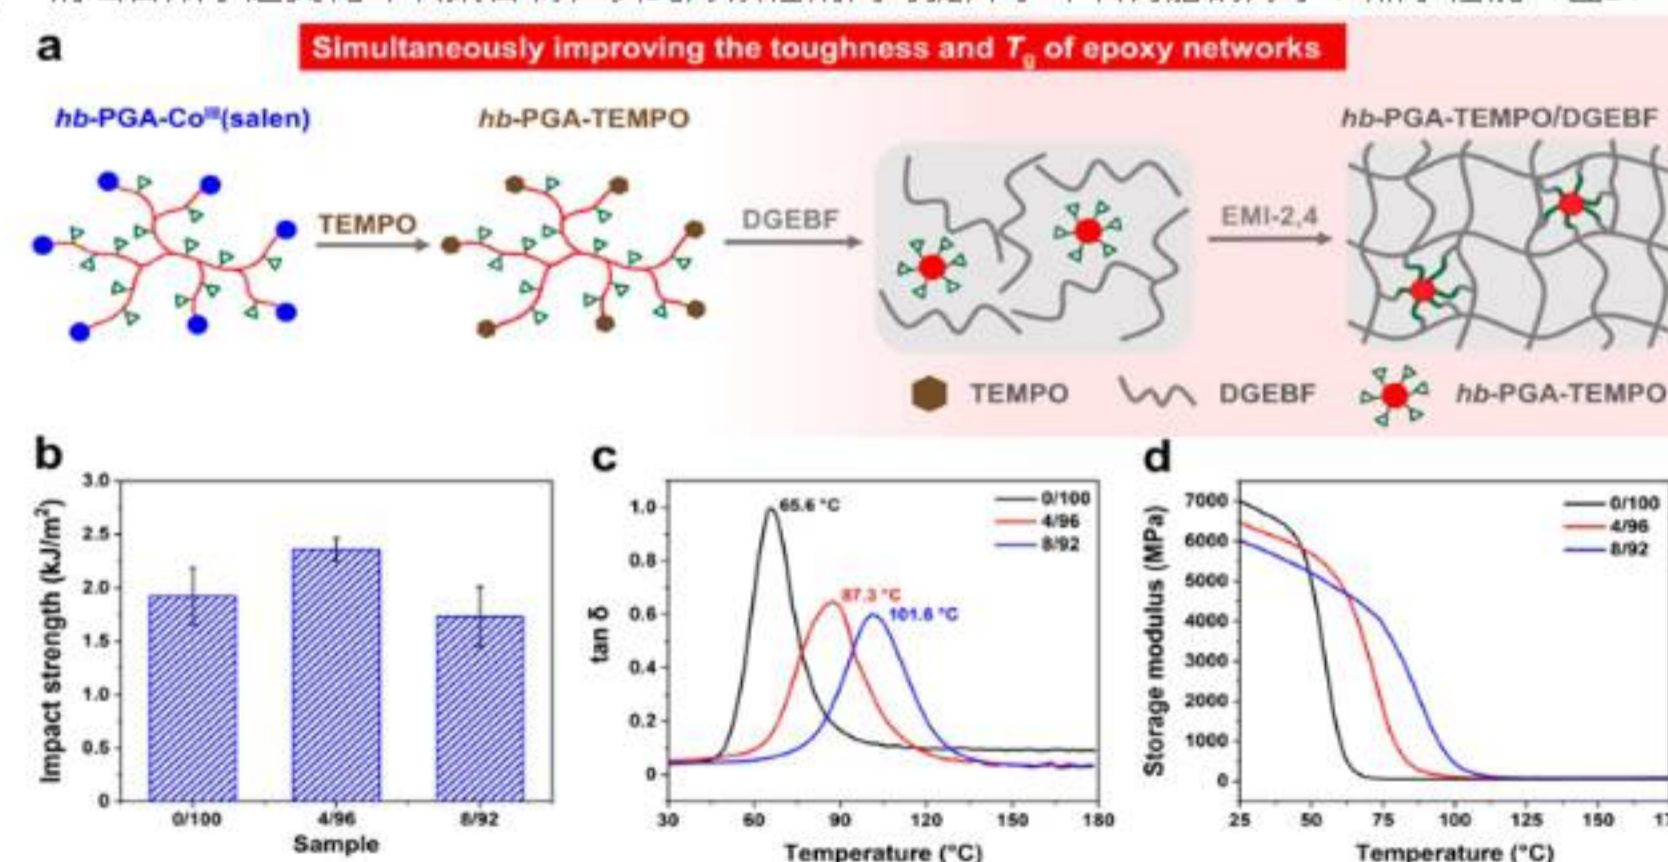 a
Simultaneously improving the toughness and Tg of epoxy networks
hb-PGA-CoIII(salen)
hb-PGA-TEMPO
hb-PGA-TEMPO/DGEBF
TEMPO
DGEBF
EMI-2,4
TEMPO
DGEBF
hb-PGA-TEMPO
b
3.0
2.5
2.0
1.5
1.0
0.5
0
Impact strength (kJ/m2)
0/100 4/96 8/92
Sample
c
1.0
0.8
0.6
0.4
0.2
0
tan δ
65.6 °C
87.3 °C
101.6 °C
0/100
4/96
8/92
30 60 90 120 150 180
Temperature (°C)
d
7000
6000
5000
4000
3000
2000
1000
0
Storage modulus (MPa)
0/100
4/96
8/92
25 50 75 100 125 150
Temperature (°C)